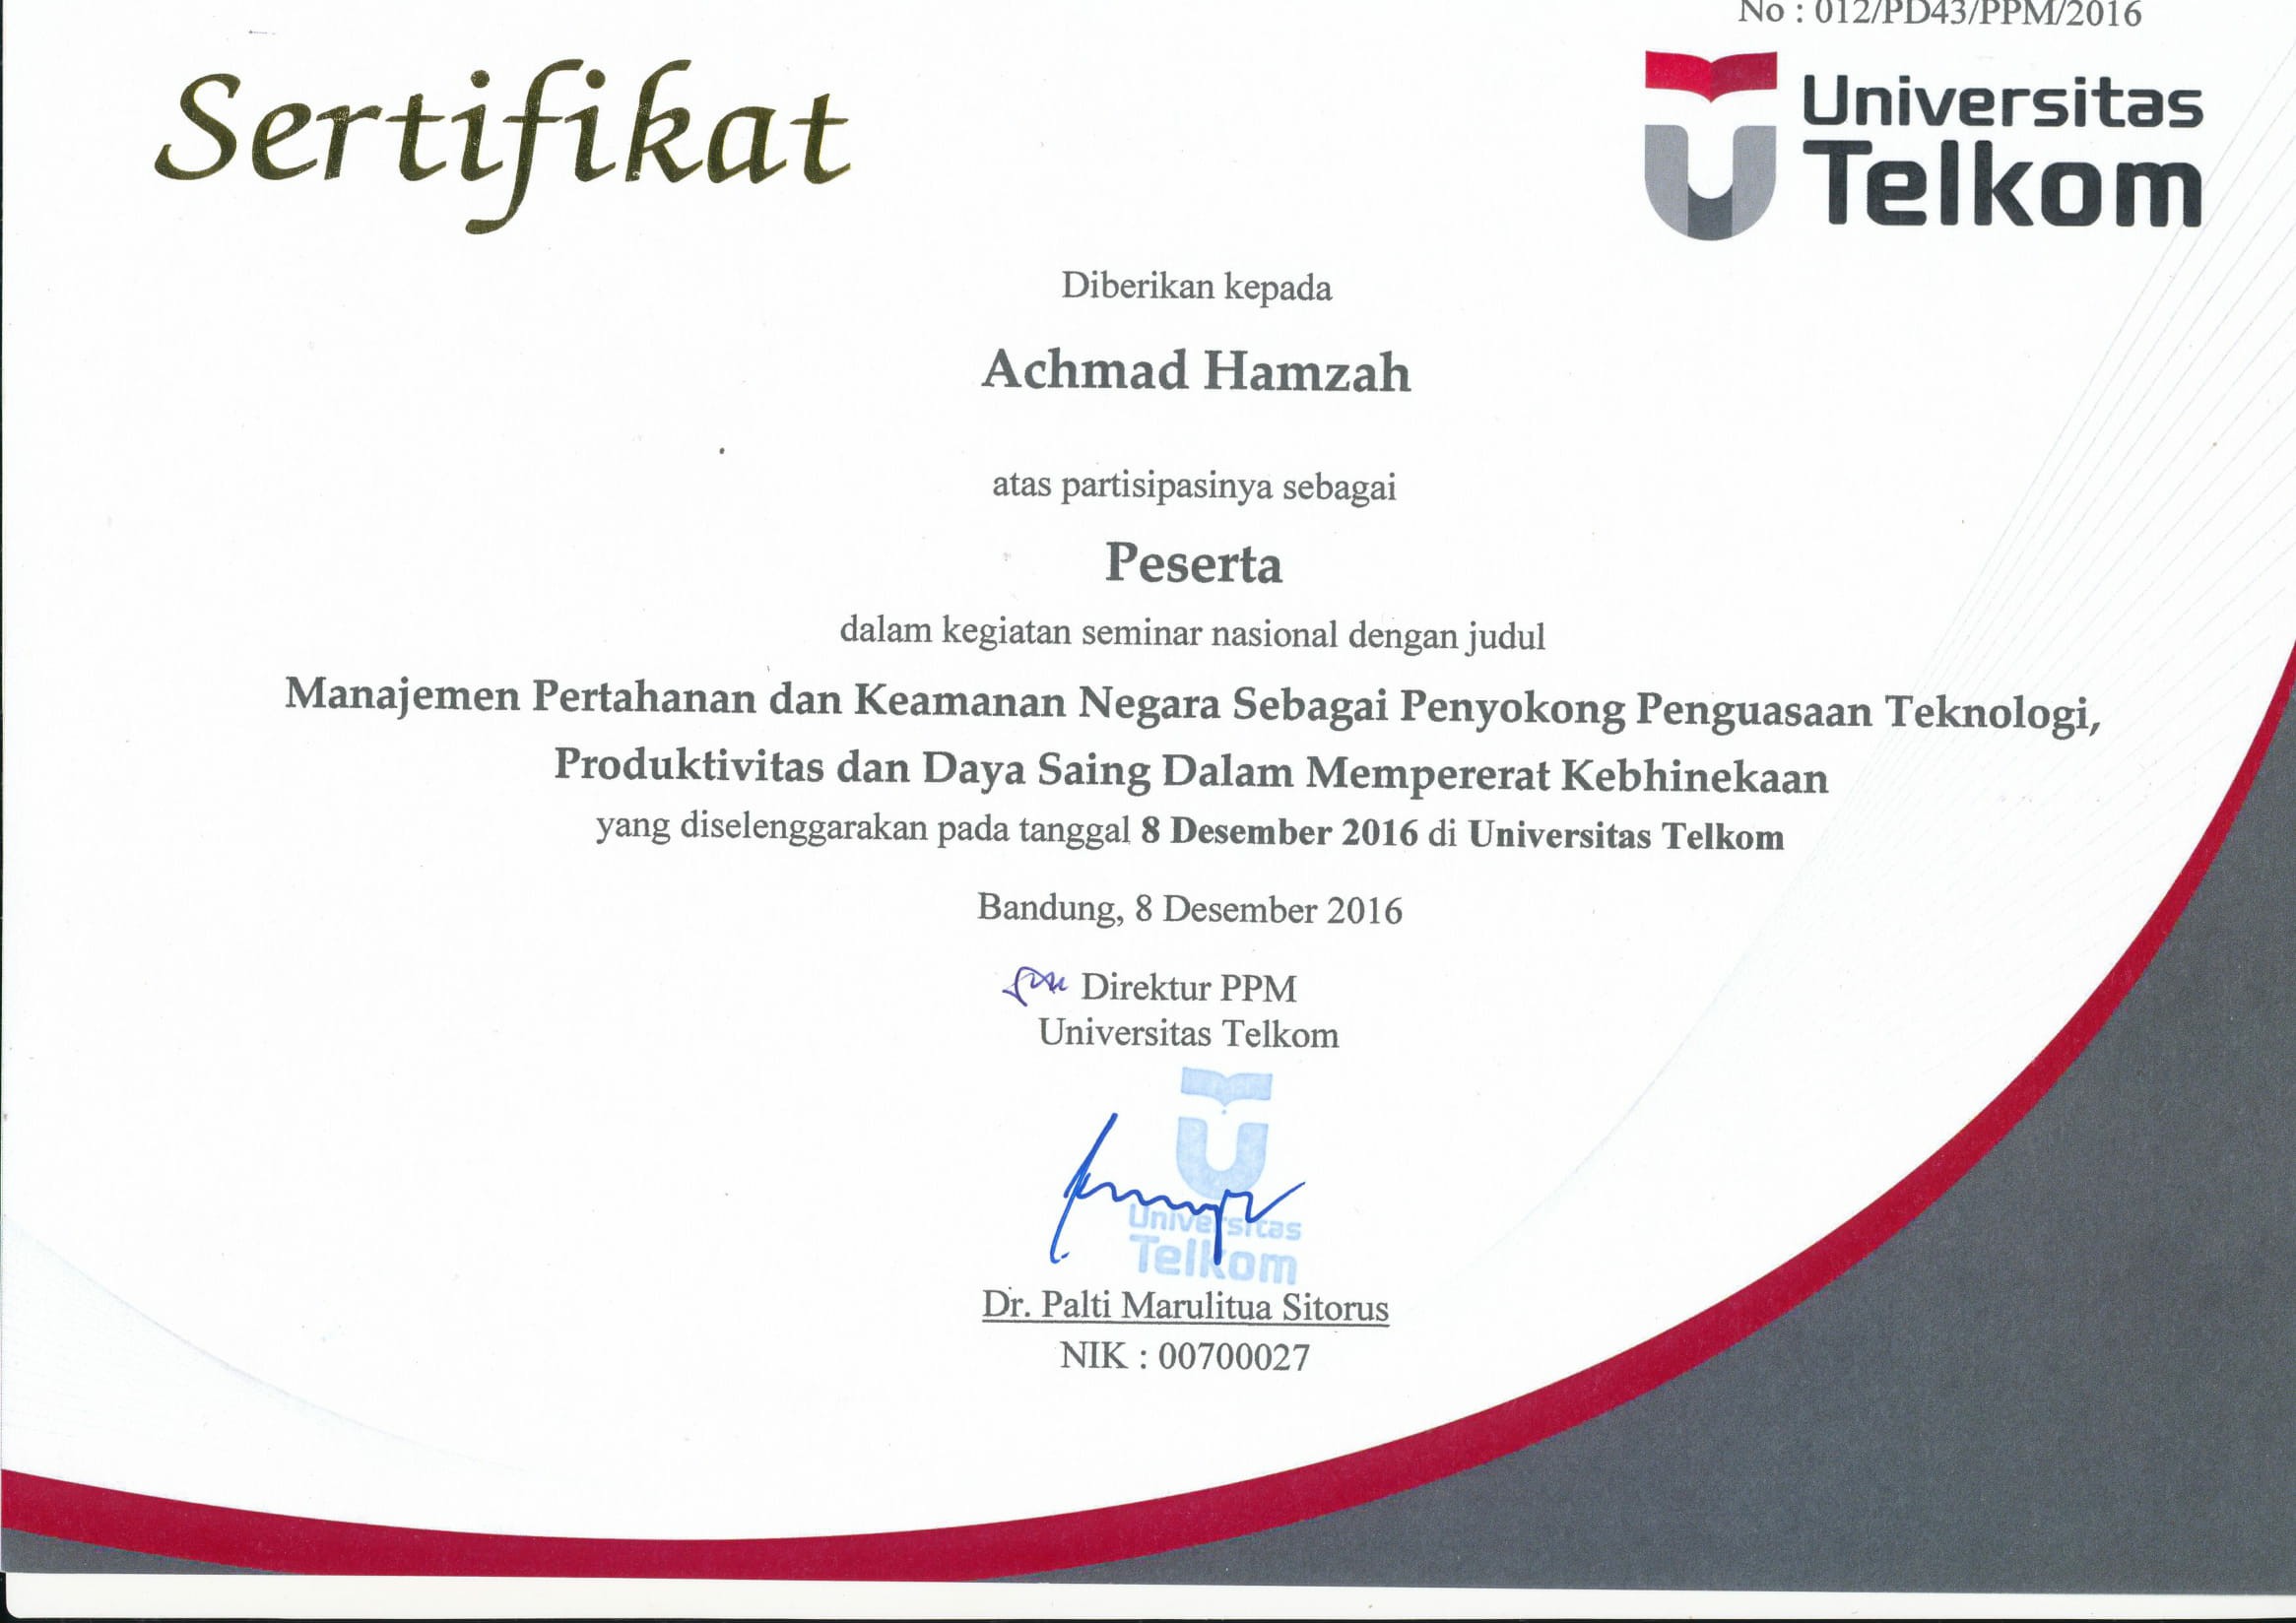 No : 012/PD43/PPM/2016
Sertifikat
Universitas
Telkom
Diberikan kepada
Achmad Hamzah
atas partisipasinya sebagai
Peserta
dalam kegiatan seminar nasional dengan judul
Manajemen Pertahanan dan Keamanan Negara Sebagai Penyokong Penguasaan Teknologi,
Produktivitas dan Daya Saing Dalam Mempererat Kebhinekaan
yang diselenggarakan pada tanggal 8 Desember 2016 di Universitas Telkom
Bandung, 8 Desember 2016
Direktur PPM
Universitas Telkom
Universitas
Telkom
Dr. Palti Marulitua Sitorus
NIK : 00700027